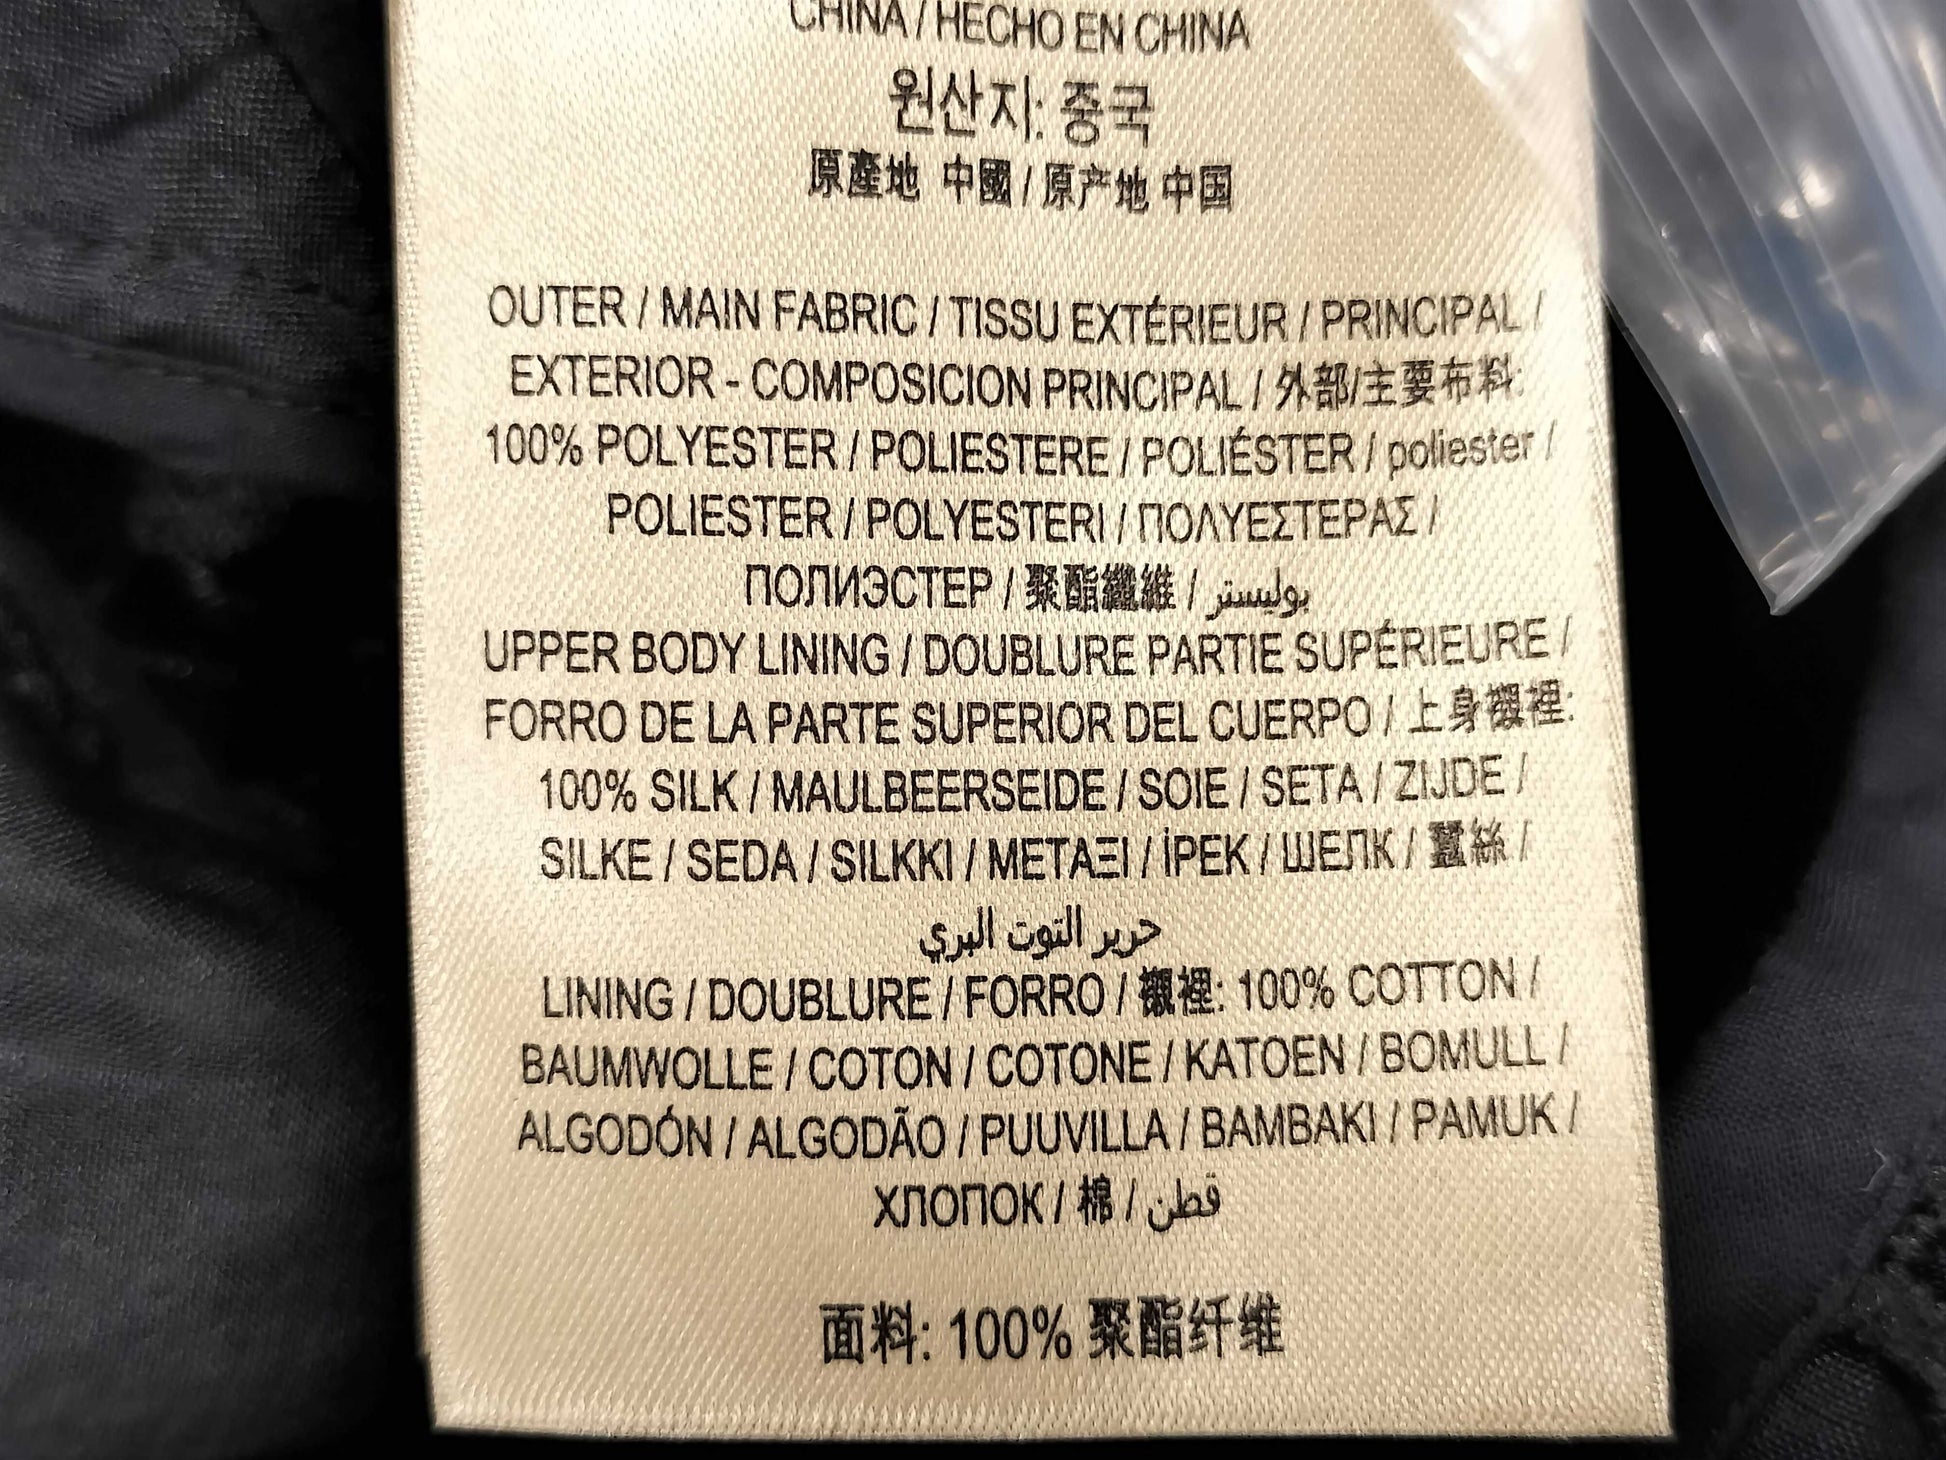 CHINA / HECHO EN CHINA
원산지: 중국
原產地 中國 / 原产地 中国
OUTER / MAIN FABRIC / TISSU EXTÉRIEUR / PRINCIPAL /
EXTERIOR - COMPOSICION PRINCIPAL / 外部/主要布料:
100% POLYESTER / POLIESTERE / POLIÉSTER / poliester /
POLIESTER / POLYESTERI / ΠΟΛΥΕΣΤΕΡΑΣ /
ПОЛИЭСТЕР / 聚酯纖維 / بوليستر
UPPER BODY LINING / DOUBLURE PARTIE SUPÉRIEURE /
FORRO DE LA PARTE SUPERIOR DEL CUERPO / 上身襯裡:
100% SILK / MAULBEERSEIDE / SOIE / SETA / ZIJDE /
SILKE / SEDA / SILKKI / ΜΕΤΑΞΙ / İPEK / ШЕЛК / 蠶絲 /
حرير التوت البري
LINING / DOUBLURE / FORRO / 襯裡: 100% COTTON /
BAUMWOLLE / COTON / COTONE / KATOEN / BOMULL /
ALGODÓN / ALGODÃO / PUUVILLA / BAMBAKI / PAMUK /
ХЛОПОК / 棉 / قطن
面料: 100% 聚酯纤维